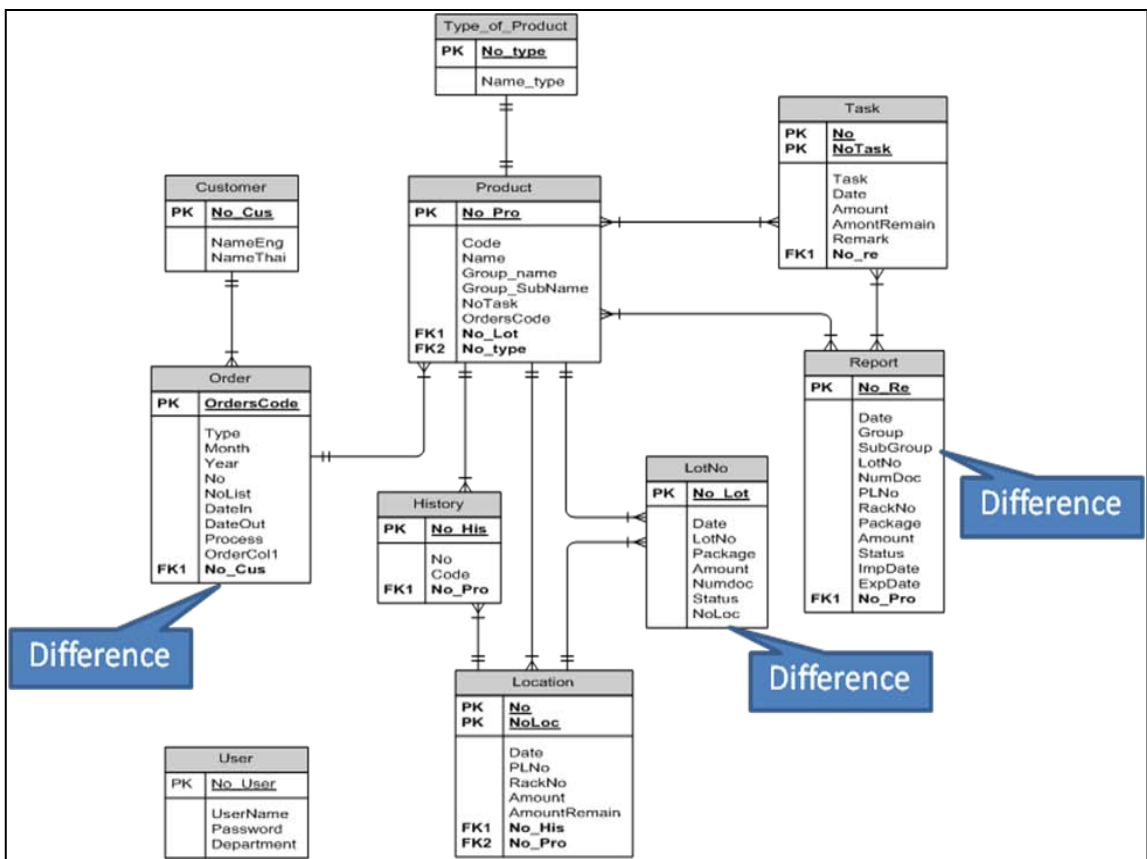 Type_of_Product
PK No_type
Name_type
Task
PK No
PK NoTask
Task
Date
Amount
AmontRemain
Remark
FK1 No_re
Customer
PK No_Cus
NameEng
NameThai
Product
PK No_Pro
Code
Name
Group_name
Group_SubName
NoTask
OrdersCode
FK1 No_Lot
FK2 No_type
Order
PK OrdersCode
Type
Month
Year
No
NoList
DateIn
DateOut
Process
OrderCol1
FK1 No_Cus
Difference
Report
PK No_Re
Date
Group
SubGroup
LotNo
NumDoc
PLNo
RackNo
Package
Amount
Status
ImpDate
ExpDate
FK1 No_Pro
Difference
History
PK No_His
No
Code
FK1 No_Pro
LotNo
PK No_Lot
Date
LotNo
Package
Amount
Numdoc
Status
NoLoc
Difference
Location
PK No
PK NoLoc
Date
PLNo
RackNo
Amount
AmountRemain
FK1 No_His
FK2 No_Pro
User
PK No_User
UserName
Password
Department